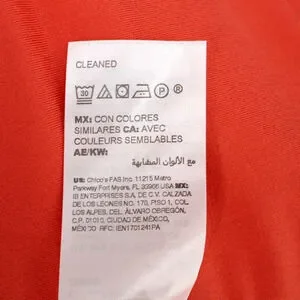 CLEANED
30 P R
MX: CON COLORES
SIMILARES CA: AVEC
COULEURS SEMBLABLES
AE/KW:
مع الألوان المشابهة
US: Chico's FAS Inc. 11215 Metro
Parkway Fort Myers, FL 33966 MX:
IB ENTERPRISES S.A. DE C.V. CALZADA
DE LOS LEONES NO. 170, PISO 1, COL.
LOS ALPES, DEL. ÁLVARO OBREGÓN,
C.P. 01010, CIUDAD DE MÉXICO,
MÉXICO RFC: IEN1701241PA